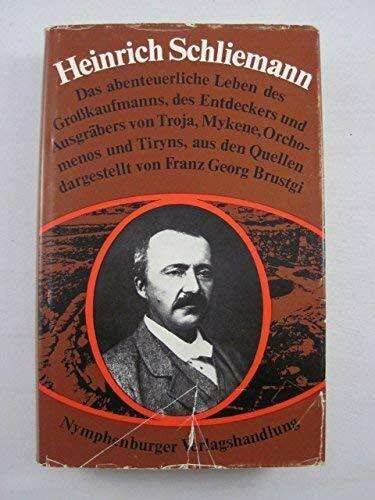 Heinrich Schliemann
Das abenteuerliche Leben des
Großkaufmanns, des Entdeckers und
Ausgräbers von Troja, Mykene, Orcho-
menos und Tiryns, aus den Quellen
dargestellt von Franz Georg Brustgi
Nymphenburger Verlagshandlung